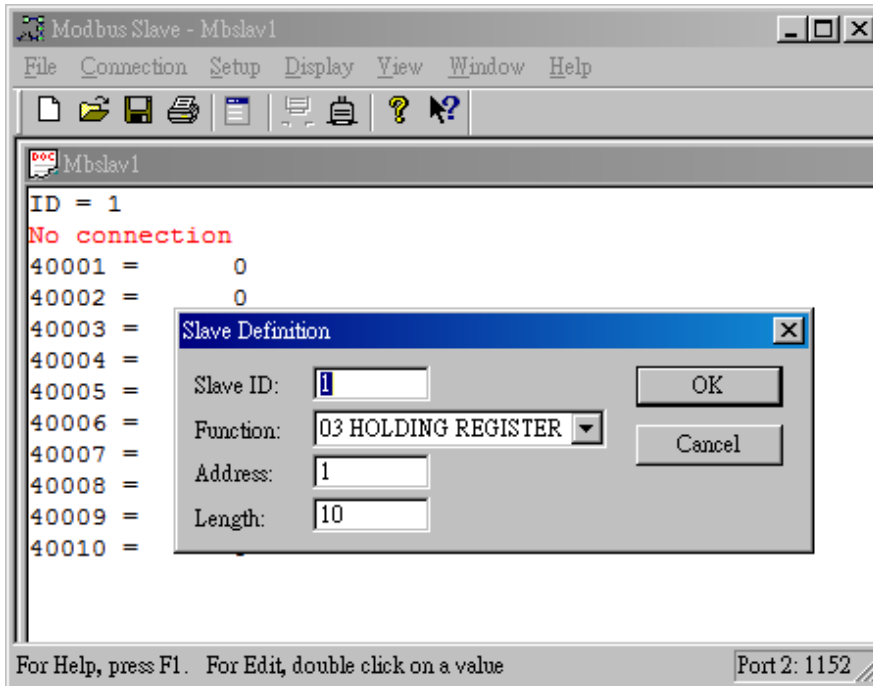 Modbus Slave - Mbslav1
File Connection Setup Display View Window Help
DOC
Mbslav1
ID = 1
No connection
40001 = 0
40002 = 0
40003 =
40004 =
40005 =
40006 =
40007 =
40008 =
40009 =
40010 =
Slave Definition
Slave ID: 1
OK
Function: 03 HOLDING REGISTER
Cancel
Address: 1
Length: 10
For Help, press F1. For Edit, double click on a value
Port 2: 1152